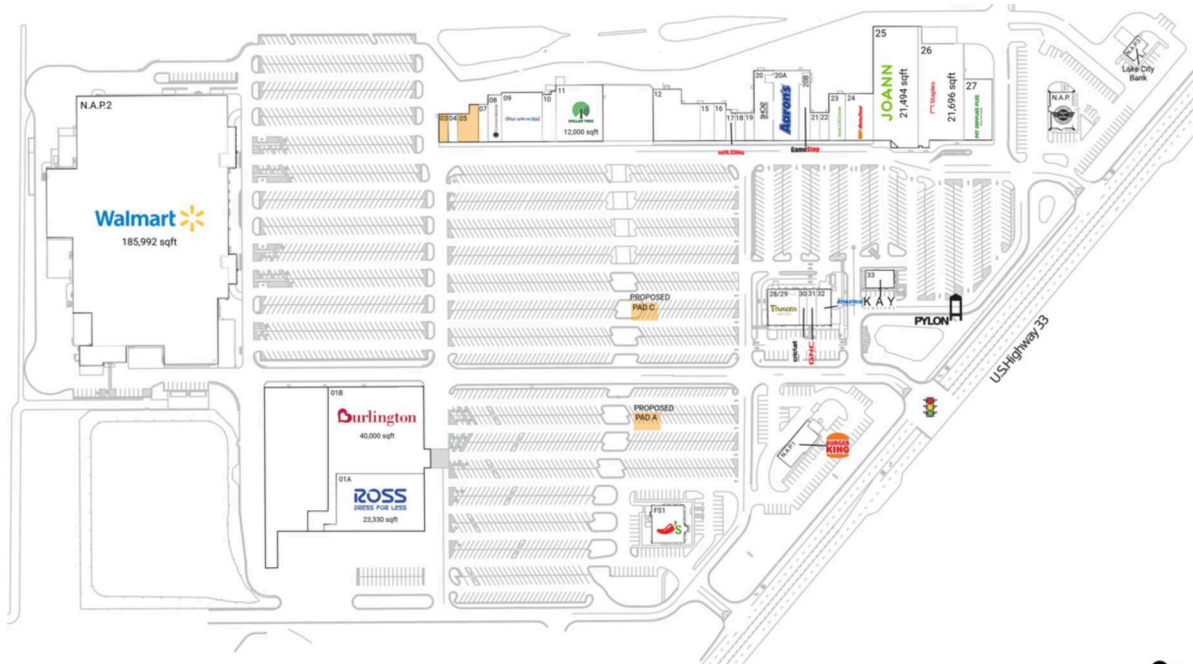 N.A.P.2
Walmart
185,992 sqft
03
04
05
07
08
09
10
11
DOLLAR TREE
12,000 sqft
12
15
16
17
18
19
20
20A
20B
SHOE
Aaron's
GameStop
21
22
23
24
25
JOANN
21,494 sqft
26
Staples
21,696 sqft
27
PET SUPPLIES PLUS
N.A.P.
N.A.P.3
Lake City
Bank
PROPOSED
PAD C
28/29
Panera
30
31
32
cricket
GNC
33
KAY
PYLON
U.S.Highway 33
01B
Burlington
40,000 sqft
01A
ROSS
DRESS FOR LESS
23,330 sqft
PROPOSED
PAD A
N.A.P.1
BURGER
KING
FS1
's